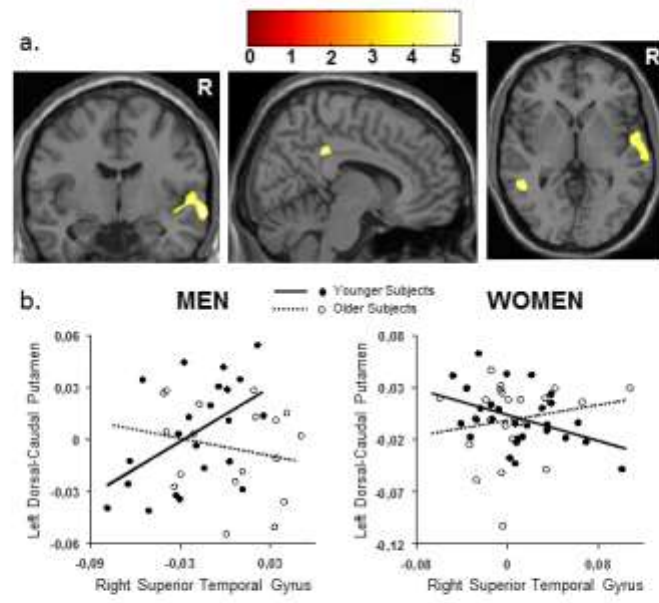 a.
0 1 2 3 4 5
R
R
b.
MEN
Younger Subjects
Older Subjects
WOMEN
Left Dorsal-Caudal Putamen
0,06
0,03
0
-0,03
-0,06
-0,09 -0,03 0,03
Right Superior Temporal Gyrus
Left Dorsal-Caudal Putamen
0,08
0,03
-0,02
-0,07
-0,12
-0,08 0 0,08
Right Superior Temporal Gyrus